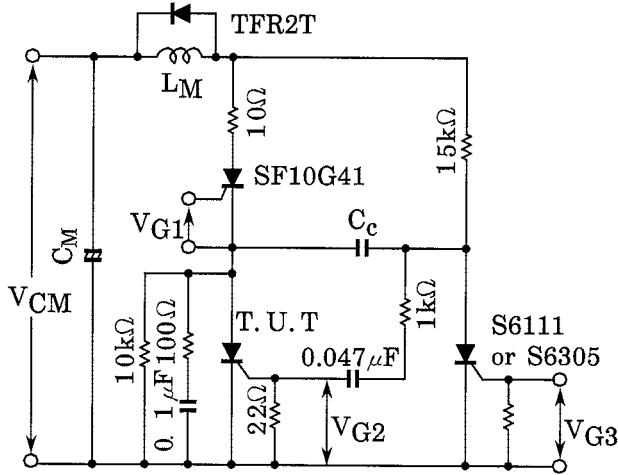 TFR2T
L_M
10Ω
15kΩ
SF10G41
V_G1
C_c
C_M
V_CM
10kΩ
100Ω
0.1μF
T.U.T
1kΩ
0.047μF
S6111
or S6305
22Ω
V_G2
V_G3